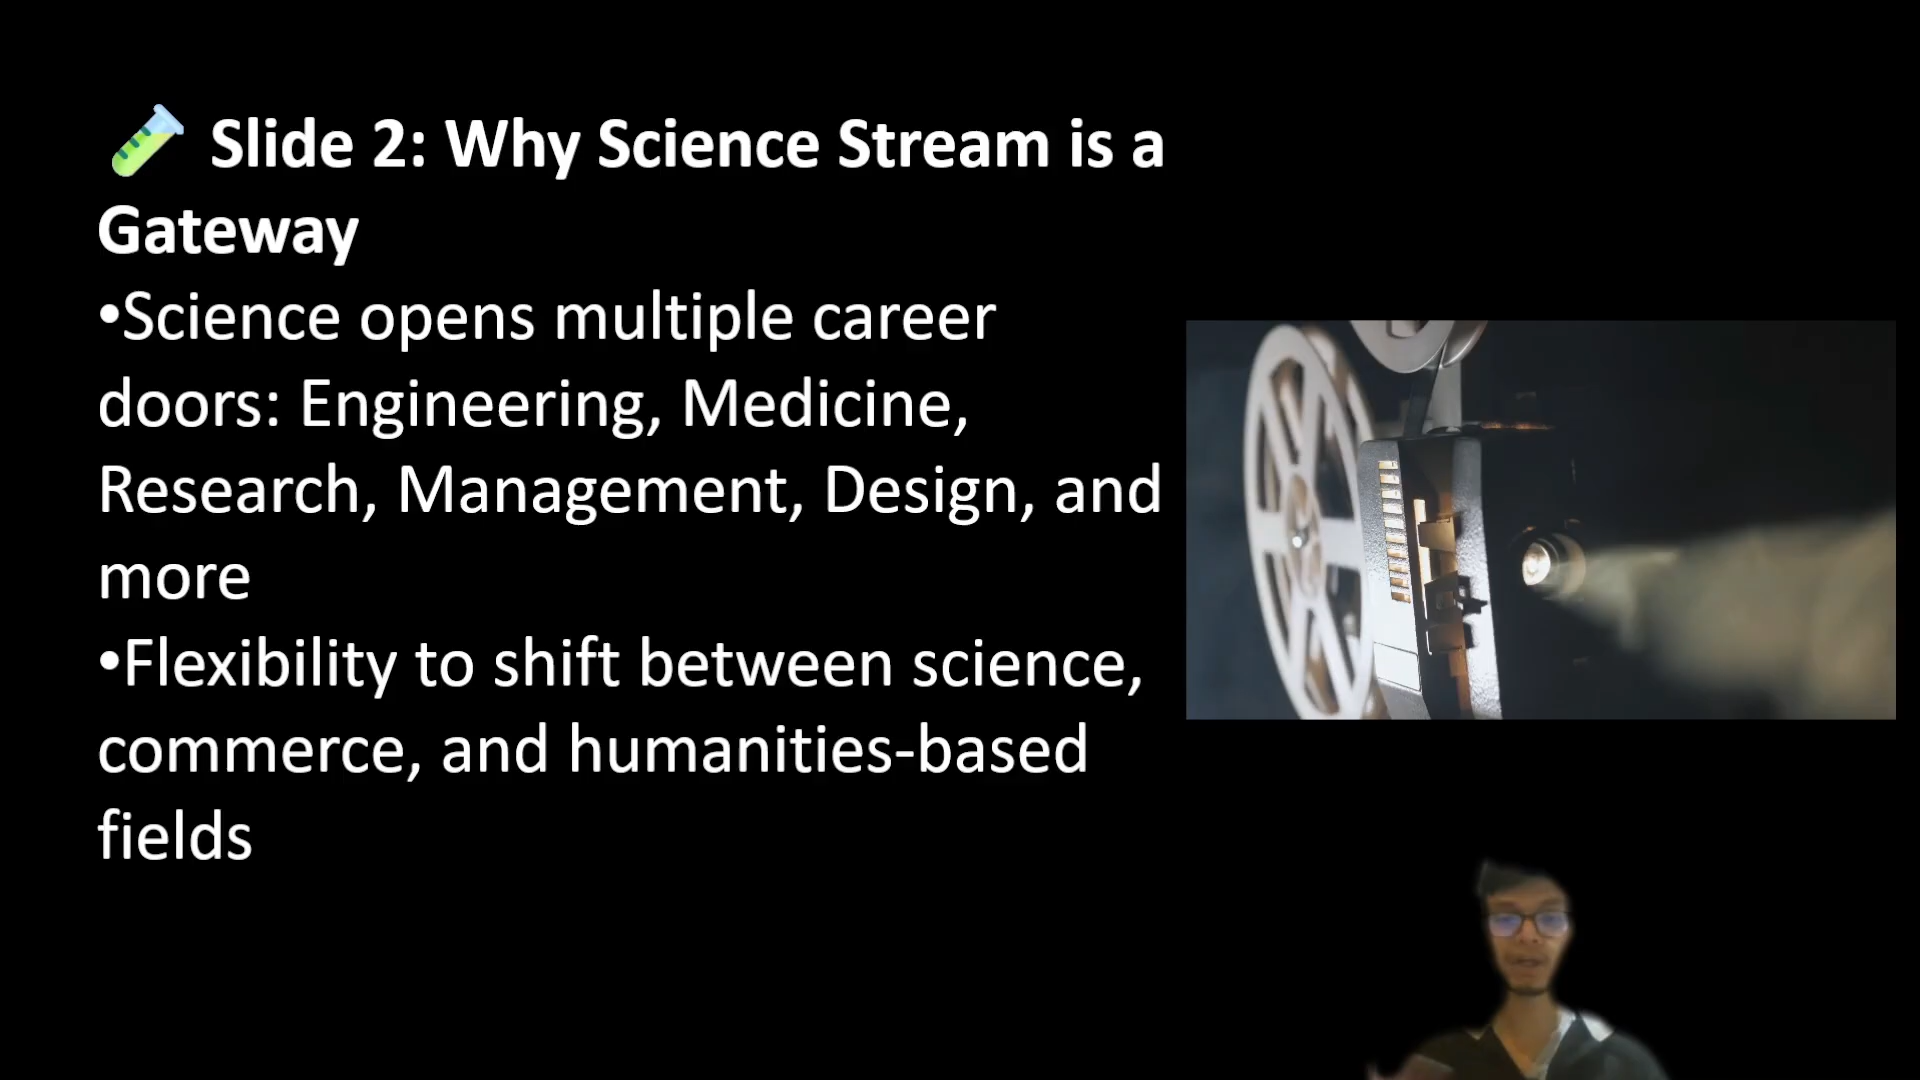 Slide 2: Why Science Stream is a
Gateway
•Science opens multiple career
doors: Engineering, Medicine,
Research, Management, Design, and
more
•Flexibility to shift between science,
commerce, and humanities-based
fields